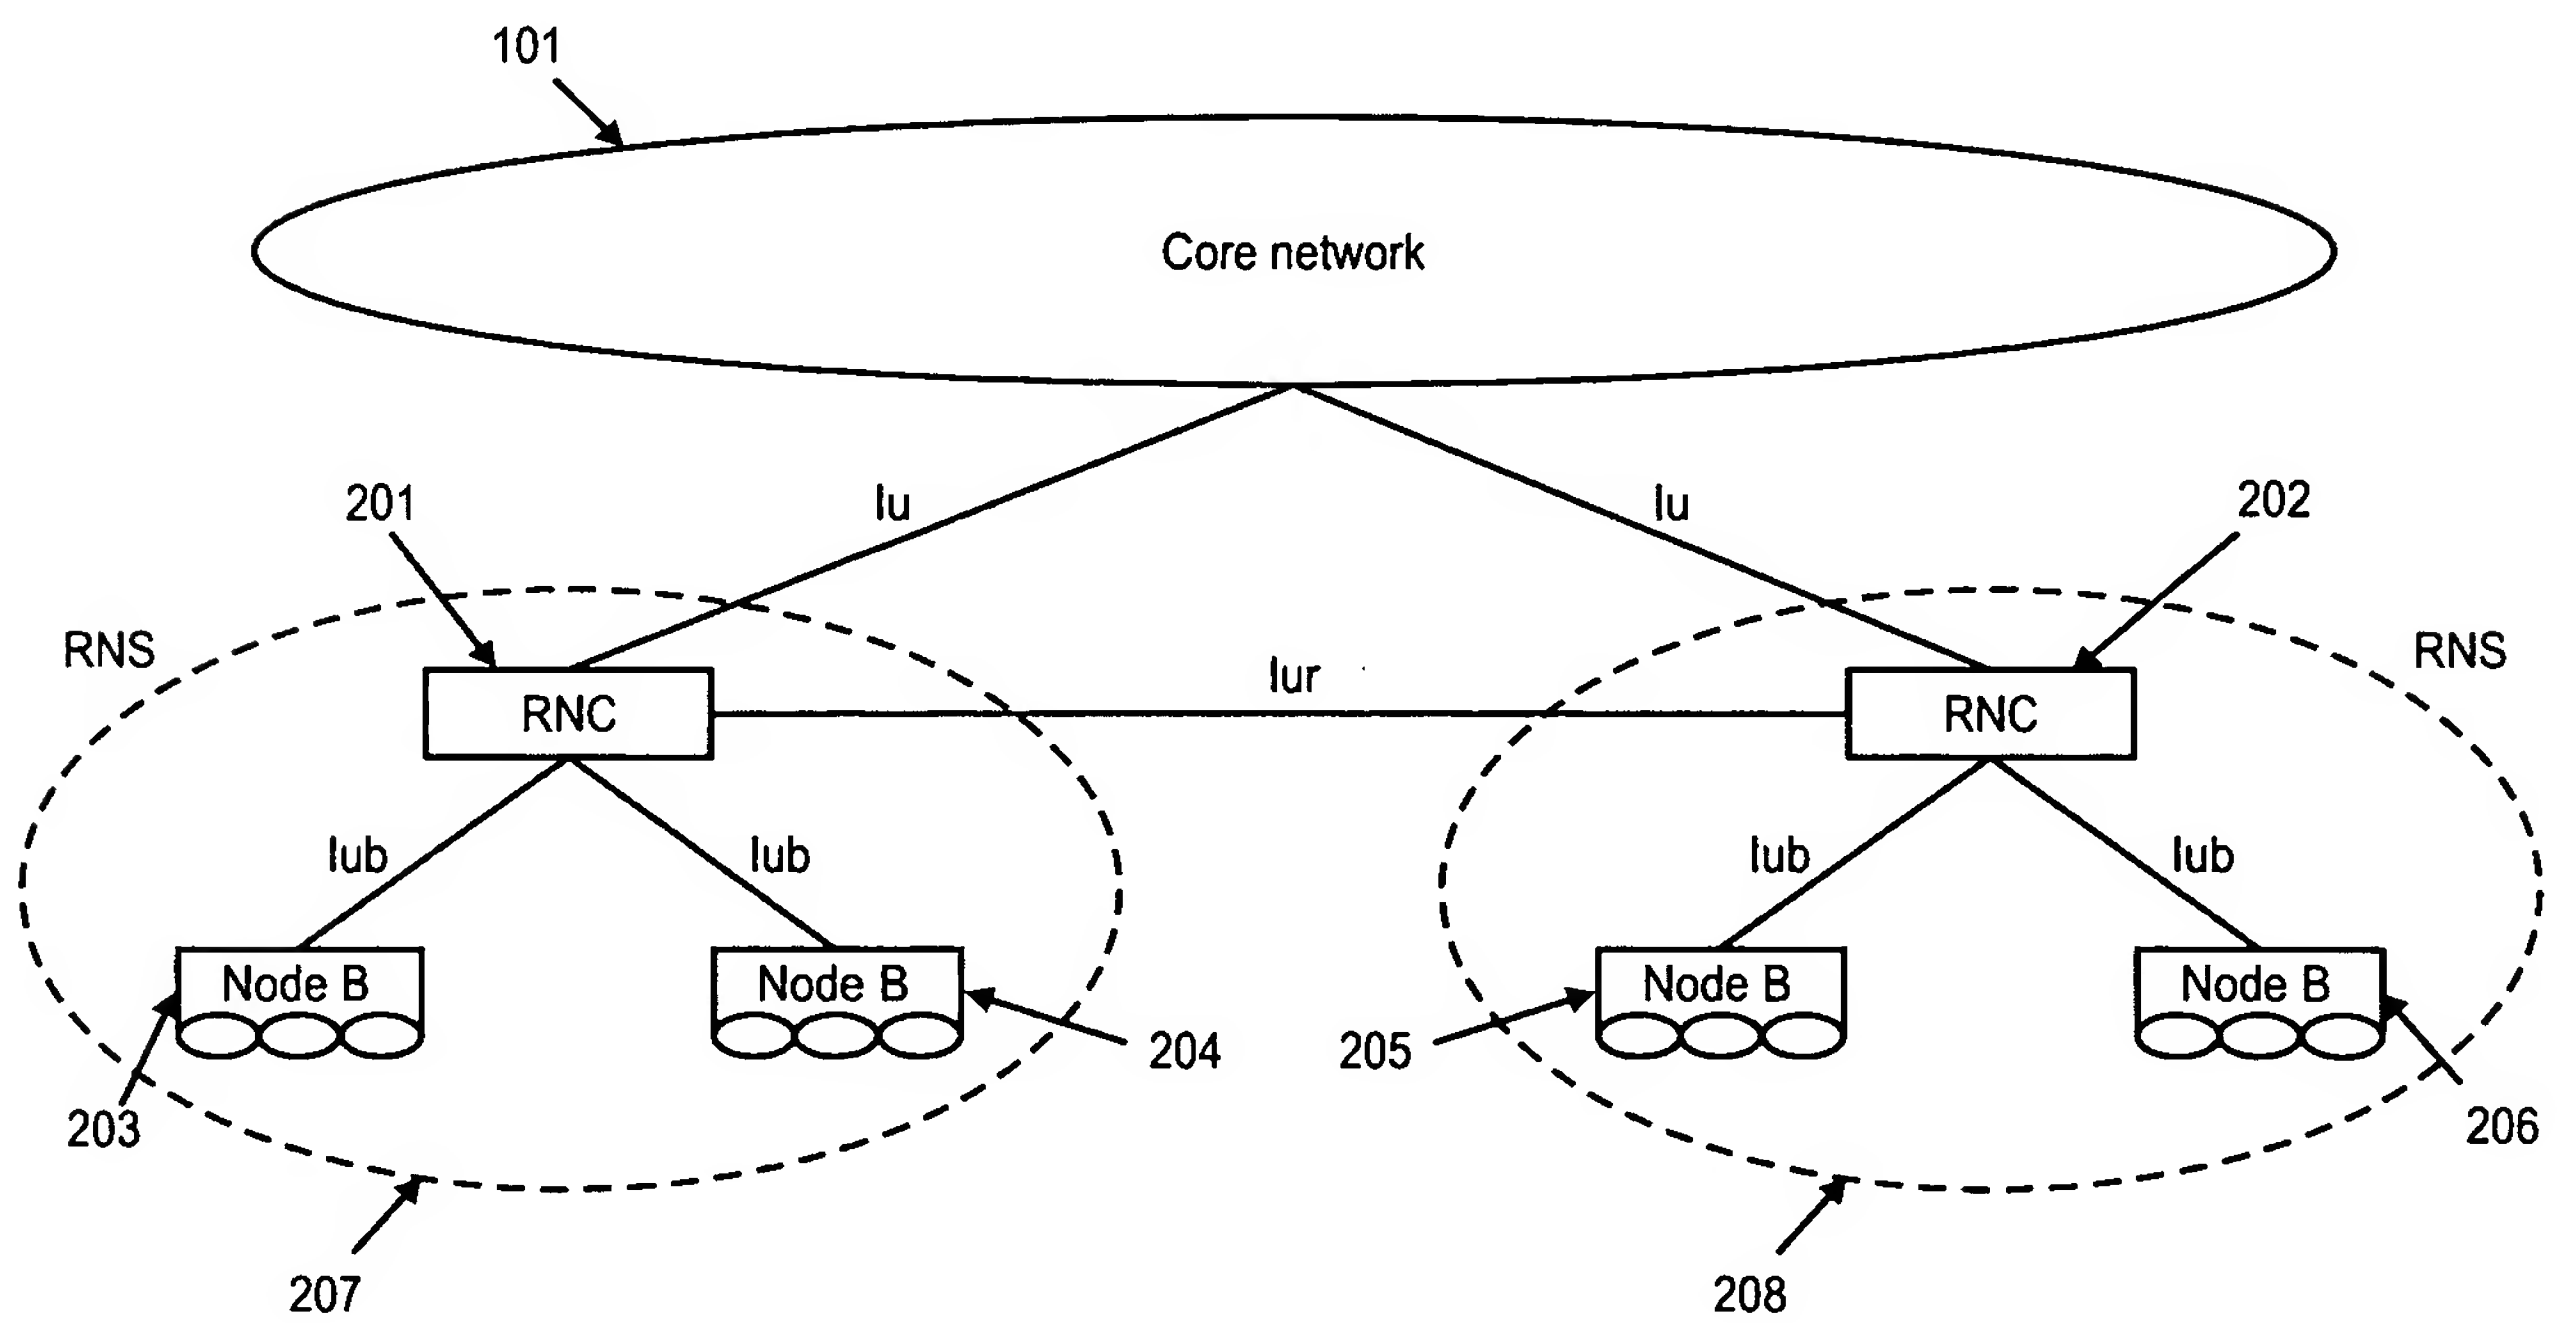 101
Core network
201
Iu
Iu
202
RNS
RNS
RNC
Iur
RNC
Iub
Iub
Iub
Iub
Node B
Node B
Node B
Node B
203
204
205
206
207
208